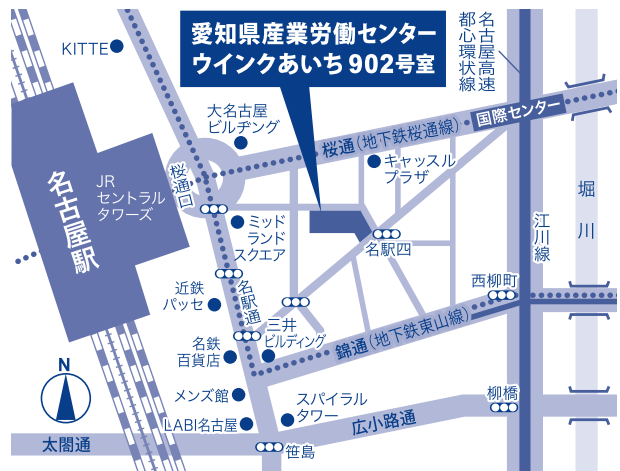 愛知県産業労働センター
ウインクあいち 902号室
KITTE
名古屋高速
都心環状線
大名古屋
ビルヂング
国際センター
桜通(地下鉄桜通線)
キャッスル
プラザ
桜通口
JR
セントラル
タワーズ
名古屋駅
堀川
江川線
ミッド
ランド
スクエア
名駅四
名駅通
近鉄
パッセ
西柳町
三井
ビルディング
名鉄
百貨店
錦通(地下鉄東山線)
N
メンズ館
スパイラル
タワー
柳橋
LABI名古屋
広小路通
太閤通
笹島